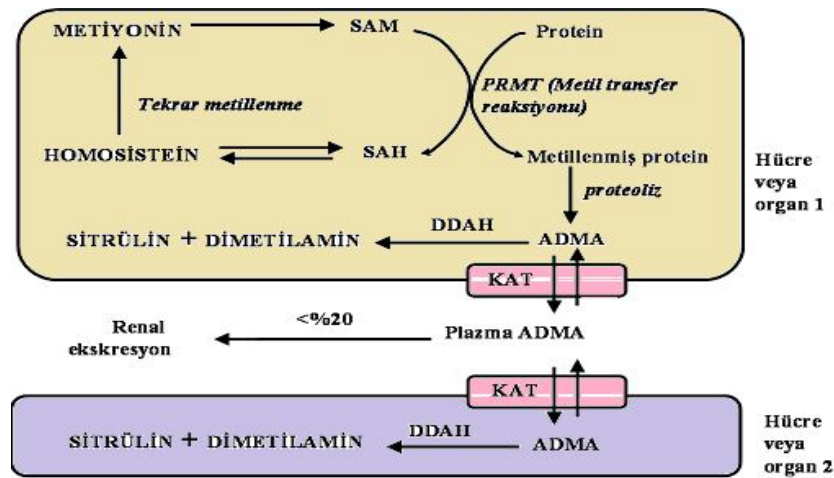 METİYONİN
SAM
Protein
PRMT (Metil transfer
reaksiyonu)
Tekrar metillenme
HOMOSİSTEİN
SAH
Metillenmiş protein
Hücre
veya
organ 1
proteoliz
SİTRÜLİN + DİMETİLAMİN
DDAH
ADMA
KAT
Renal
ekskresyon
<%20
Plazma ADMA
KAT
SİTRÜLİN + DİMETİLAMİN
DDAH
ADMA
Hücre
veya
organ 2